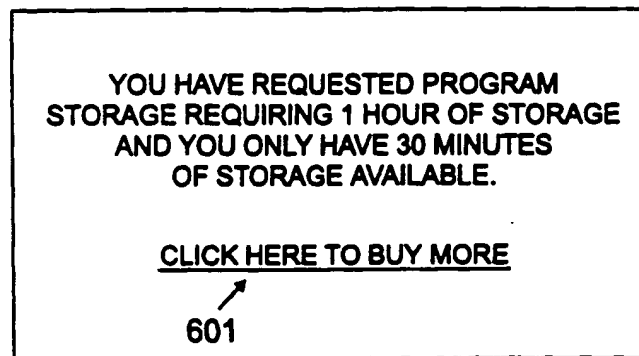 YOU HAVE REQUESTED PROGRAM
STORAGE REQUIRING 1 HOUR OF STORAGE
AND YOU ONLY HAVE 30 MINUTES
OF STORAGE AVAILABLE.
CLICK HERE TO BUY MORE
601